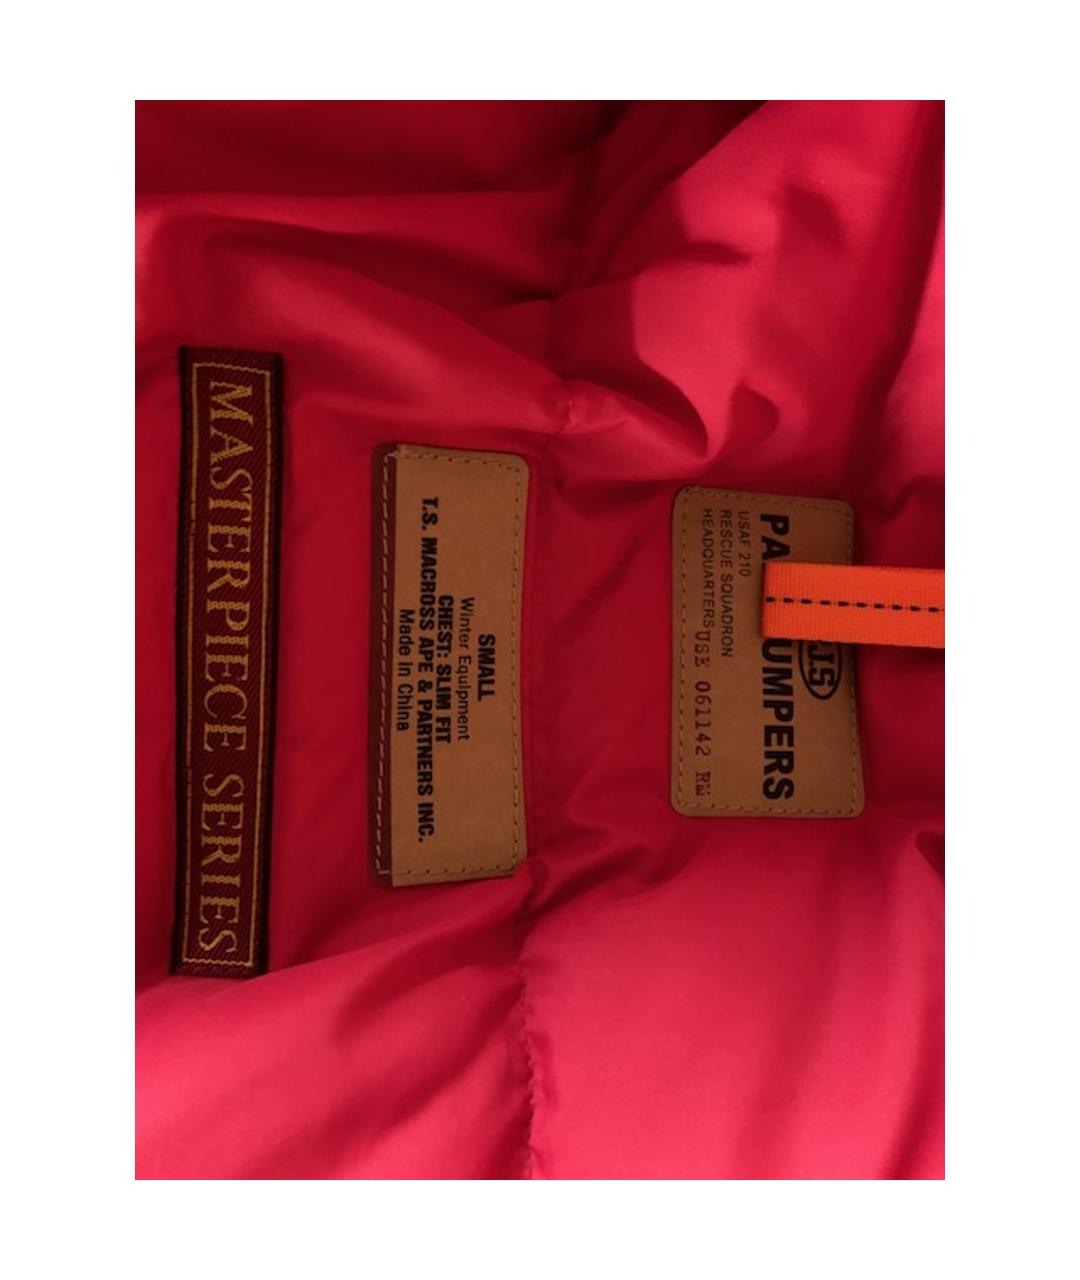 MASTERPIECE SERIES
SMALL
Winter Equipment
CHEST: SLIM FIT
T.S. MACROSS APE & PARTNERS INC.
Made In China
J.S
PA UMPERS
USAF 210
RESCUE SQUADRON
HEADQUARTERS USE 061142 RM